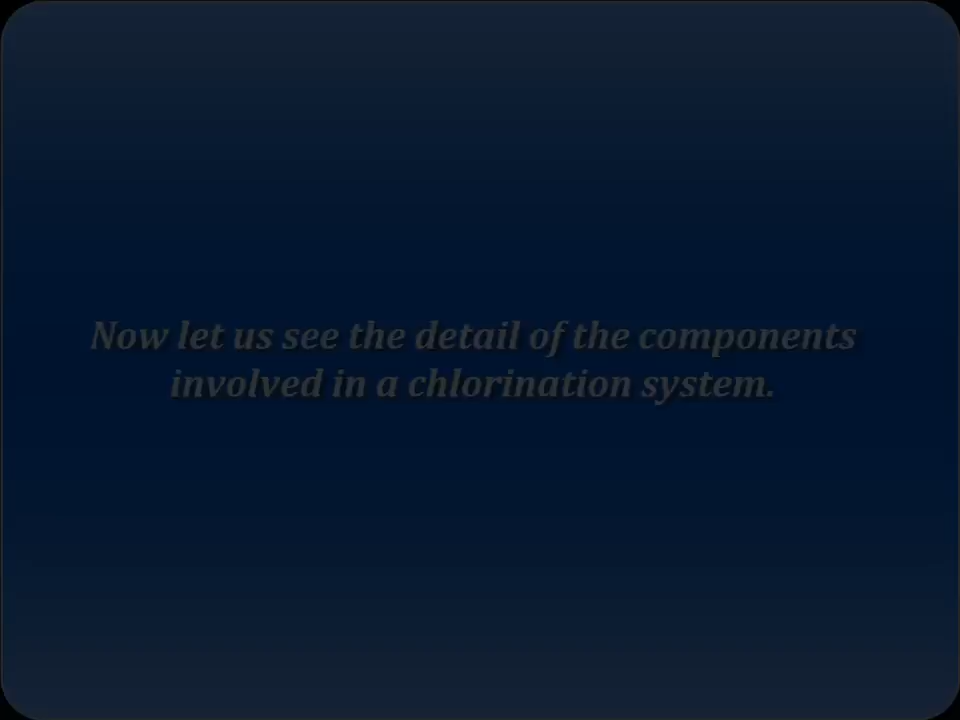 Now let us see the detail of the components
involved in a chlorination system.